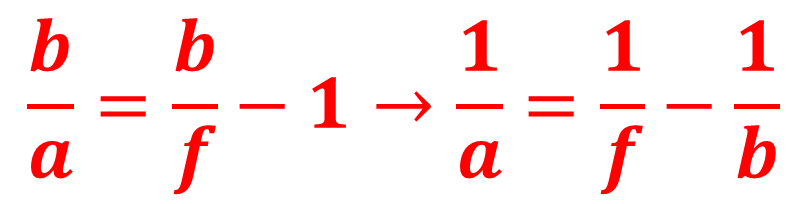 b/a = b/f − 1 → 1/a = 1/f − 1/b